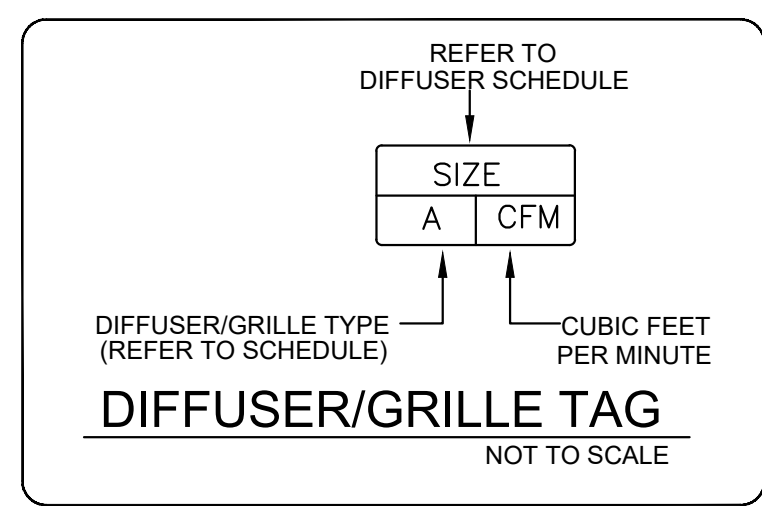 REFER TO
DIFFUSER SCHEDULE
SIZE
A
CFM
DIFFUSER/GRILLE TYPE
(REFER TO SCHEDULE)
CUBIC FEET
PER MINUTE
DIFFUSER/GRILLE TAG
NOT TO SCALE